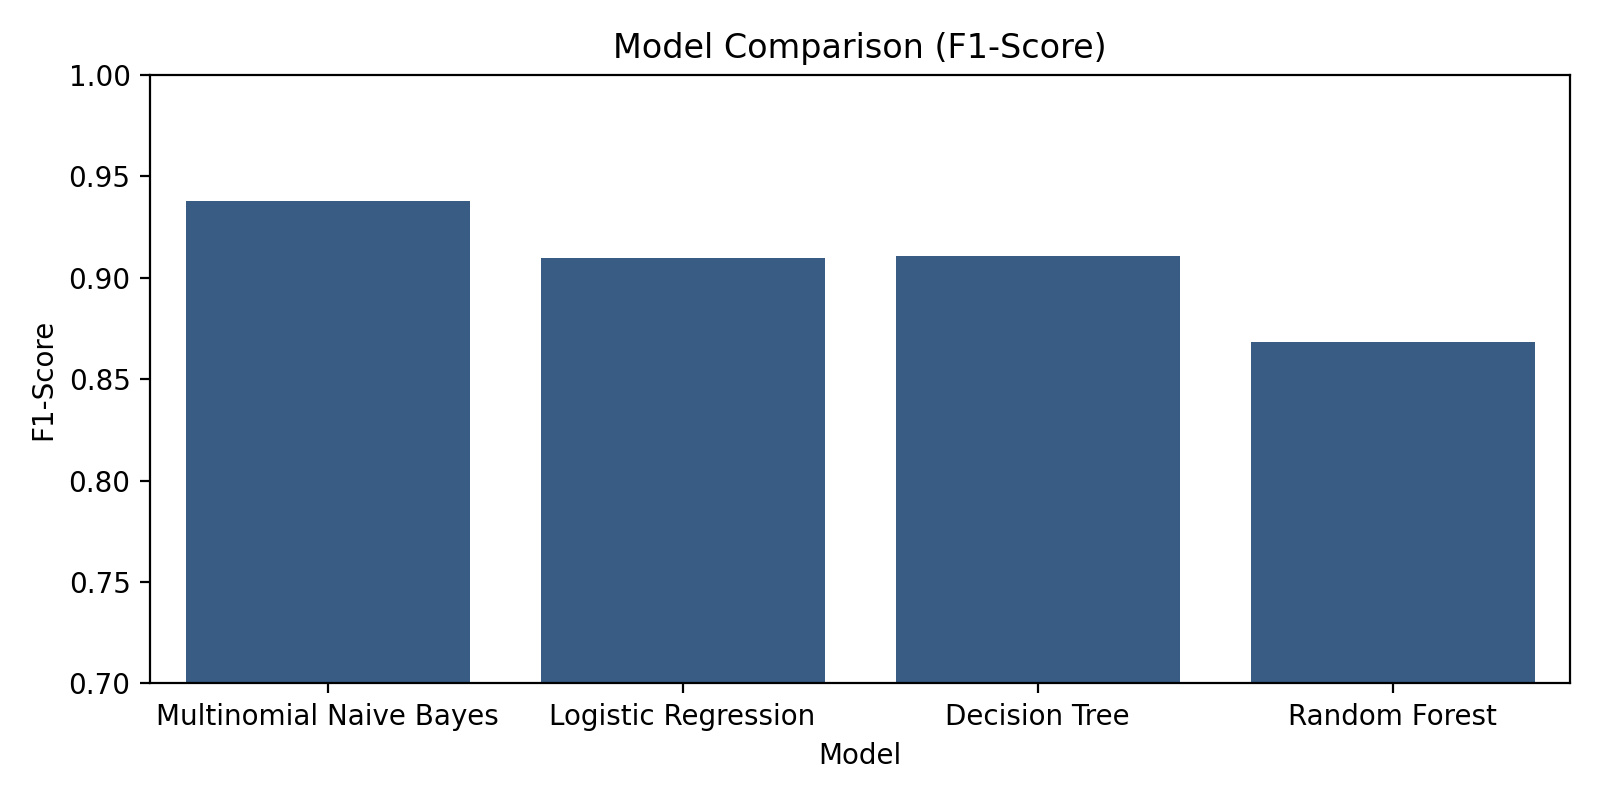 Model Comparison (F1-Score)
1.00
0.95
0.90
0.85
0.80
0.75
0.70
F1-Score
Multinomial Naive Bayes
Logistic Regression
Decision Tree
Random Forest
Model